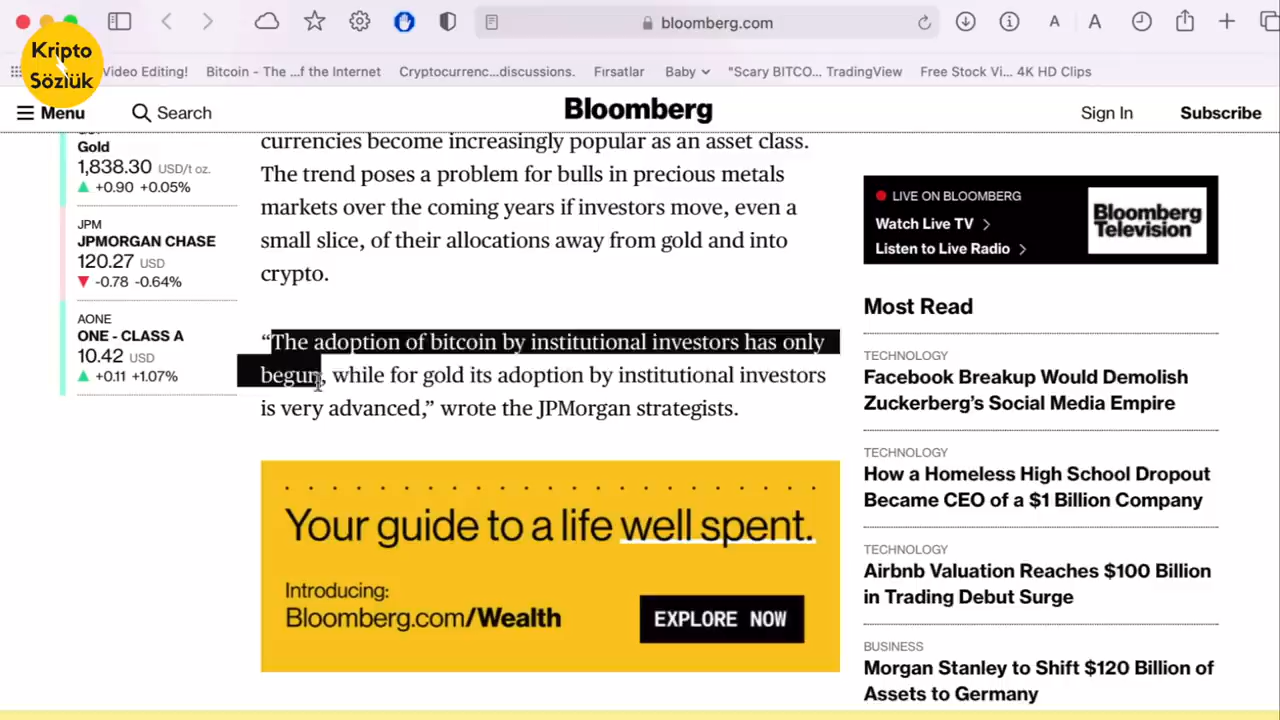 Kripto
Sözlük
bloomberg.com
A
A
Video Editing!
Bitcoin - The ...f the Internet
Cryptocurrenc...discussions.
Fırsatlar
Baby
"Scary BITCO... TradingView
Free Stock Vi... 4K HD Clips
Menu
Search
Bloomberg
Sign In
Subscribe
Gold
1,838.30 USD/t oz.
+0.90 +0.05%
JPM
JPMORGAN CHASE
120.27 USD
-0.78 -0.64%
AONE
ONE - CLASS A
10.42 USD
+0.11 +1.07%
currencies become increasingly popular as an asset class.
The trend poses a problem for bulls in precious metals
markets over the coming years if investors move, even a
small slice, of their allocations away from gold and into
crypto.
“The adoption of bitcoin by institutional investors has only
begun, while for gold its adoption by institutional investors
is very advanced,” wrote the JPMorgan strategists.
Your guide to a life well spent.
Introducing:
Bloomberg.com/Wealth
EXPLORE NOW
LIVE ON BLOOMBERG
Watch Live TV
Listen to Live Radio
Bloomberg
Television
Most Read
TECHNOLOGY
Facebook Breakup Would Demolish
Zuckerberg’s Social Media Empire
TECHNOLOGY
How a Homeless High School Dropout
Became CEO of a $1 Billion Company
TECHNOLOGY
Airbnb Valuation Reaches $100 Billion
in Trading Debut Surge
BUSINESS
Morgan Stanley to Shift $120 Billion of
Assets to Germany